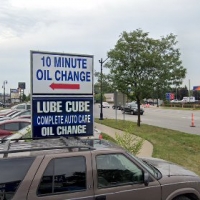 10 MINUTE
OIL CHANGE
LUBE CUBE
COMPLETE AUTO CARE
OIL CHANGE